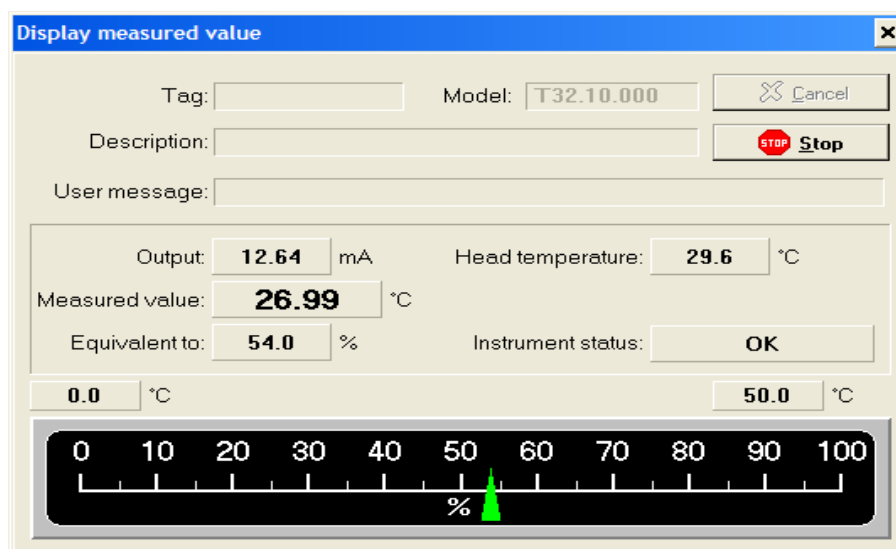 Display measured value
Tag:
Model: T32.10.000
Cancel
Description:
STOP Stop
User message:
Output: 12.64 mA
Head temperature: 29.6 °C
Measured value: 26.99 °C
Equivalent to: 54.0 %
Instrument status: OK
0.0 °C
50.0 °C
0 10 20 30 40 50 60 70 80 90 100
%